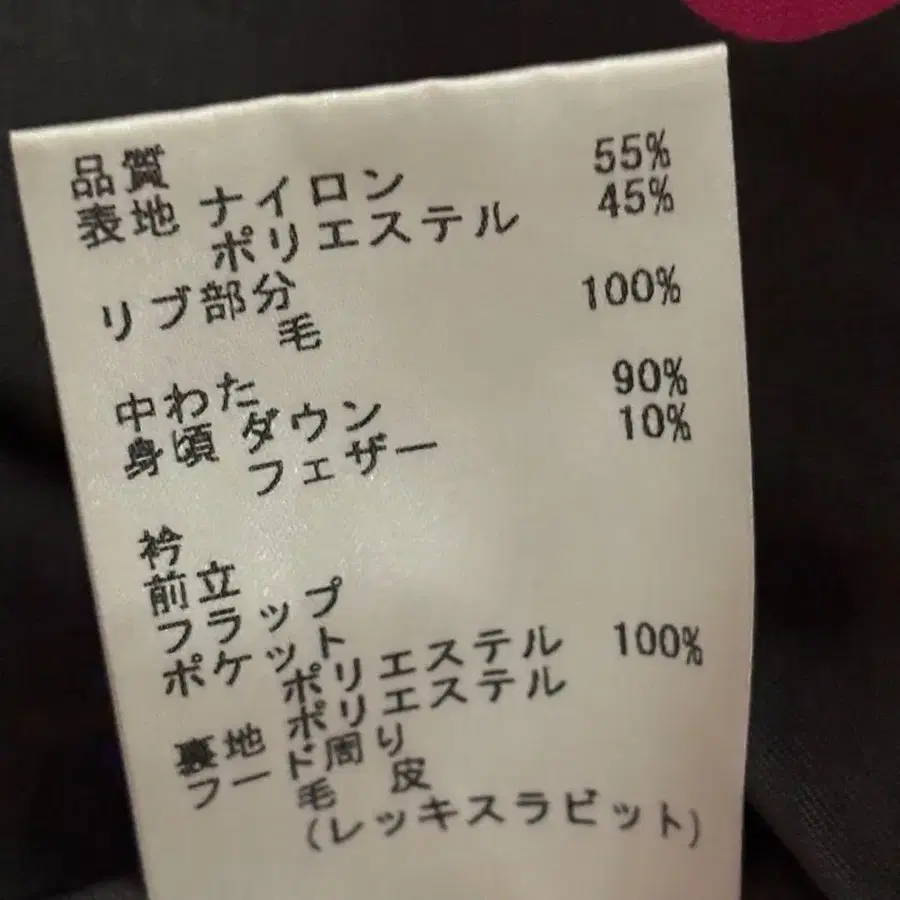 品質
表地 ナイロン 55%
ポリエステル 45%
リブ部分
毛 100%
中わた
身頃 ダウン 90%
フェザー 10%
衿
前立
フラップ
ポケット
ポリエステル 100%
裏地 ポリエステル
フード周り
毛 皮
(レッキスラビット)